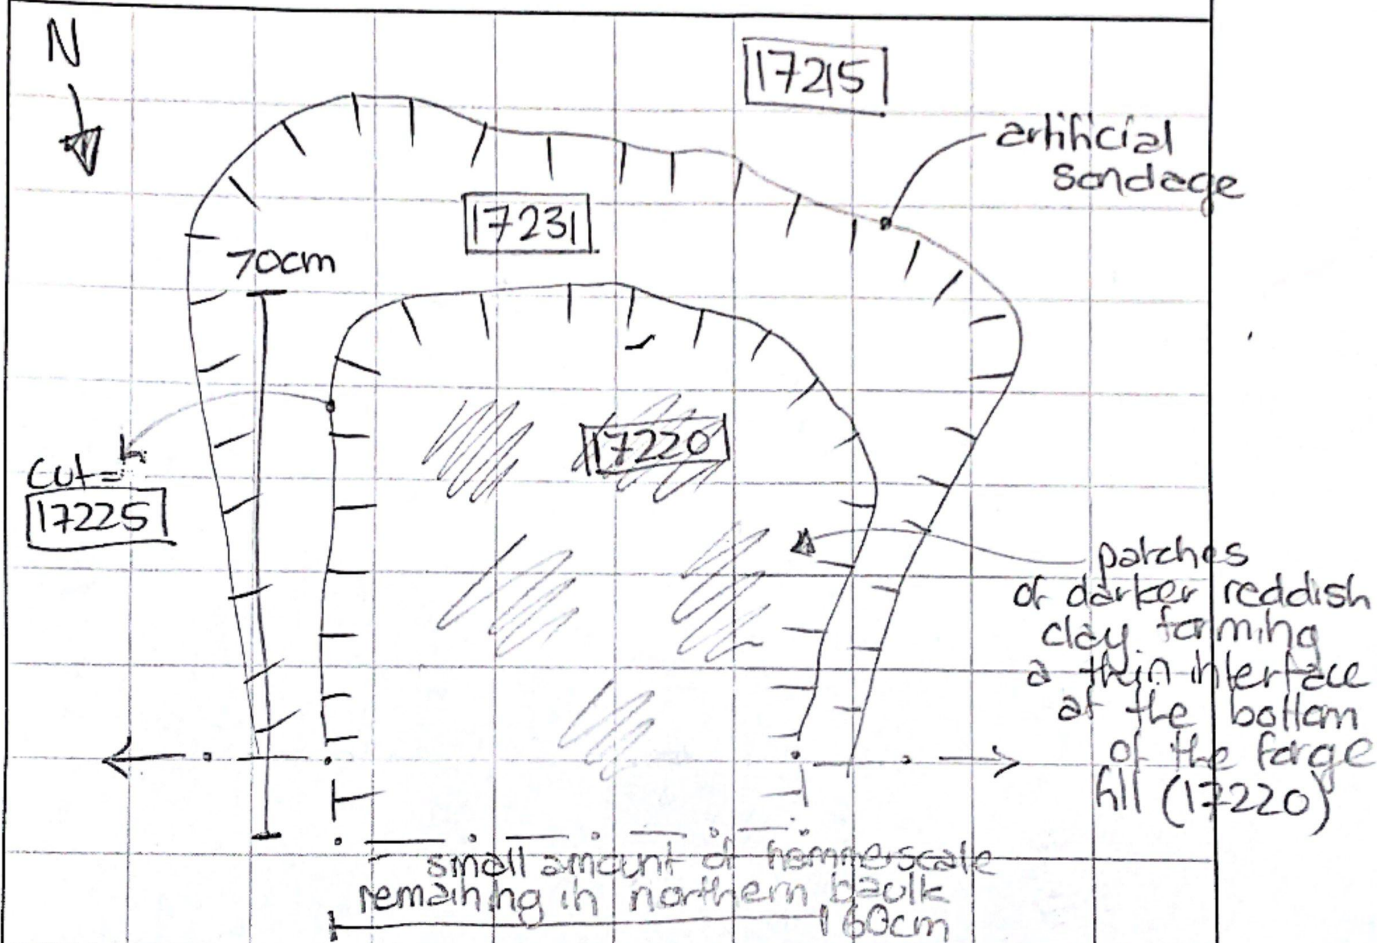 N
17215
artificial
sondage
17231
70cm
17220
cut=
17225
patches
of darker reddish
clay forming
a thin interface
at the bottom
of the forge
fill (17220)
small amount of hammerscale
remaining in northern baulk
60cm